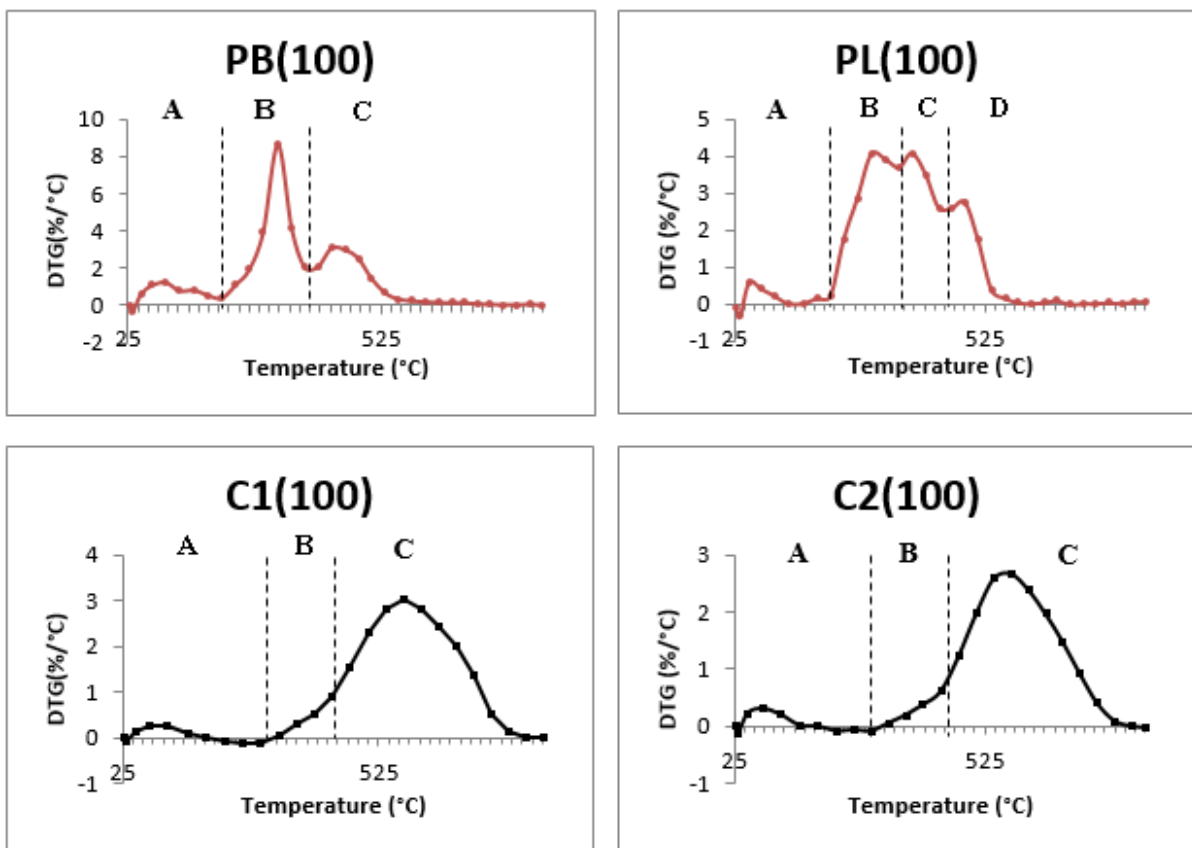 PB(100)
A B C
10
8
6
4
2
0
-2
25 525
DTG(%/°C)
Temperature (°C)
PL(100)
A B C D
5
4
3
2
1
0
-1
25 525
DTG (%/°C)
Temperature (°C)
C1(100)
A B C
4
3
2
1
0
-1
25 525
DTG(%/°C)
Temperature (°C)
C2(100)
A B C
3
2
1
0
-1
25 525
DTG (%/°C)
Temperature (°C)